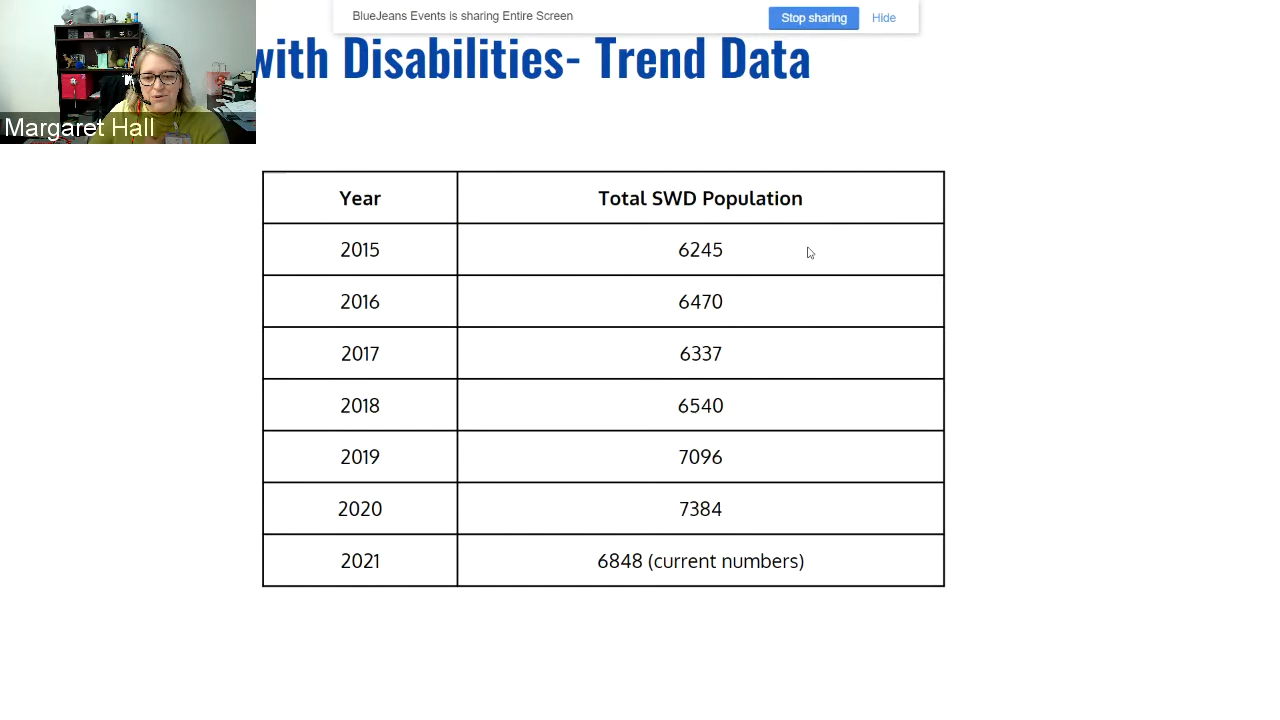 BlueJeans Events is sharing Entire Screen Stop sharing Hide
with Disabilities- Trend Data
Margaret Hall
Year Total SWD Population
2015 6245
2016 6470
2017 6337
2018 6540
2019 7096
2020 7384
2021 6848 (current numbers)